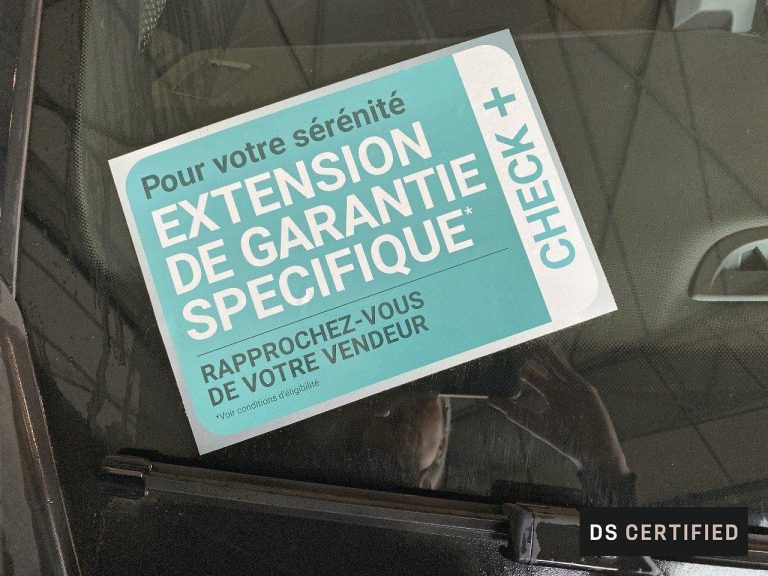 Pour votre sérénité
EXTENSION
DE GARANTIE
SPECIFIQUE*
RAPPROCHEZ-VOUS
DE VOTRE VENDEUR
*Voir conditions d'éligibilité
CHECK +
DS CERTIFIED